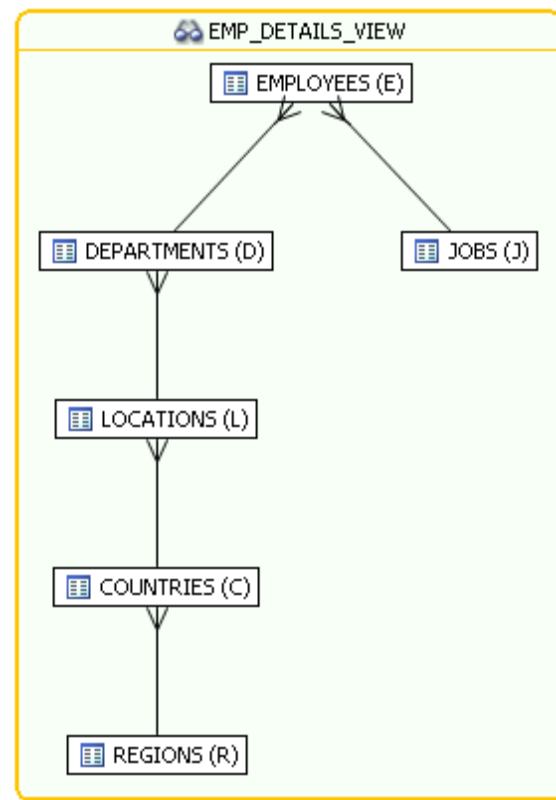 EMP_DETAILS_VIEW
EMPLOYEES (E)
DEPARTMENTS (D)
JOBS (J)
LOCATIONS (L)
COUNTRIES (C)
REGIONS (R)